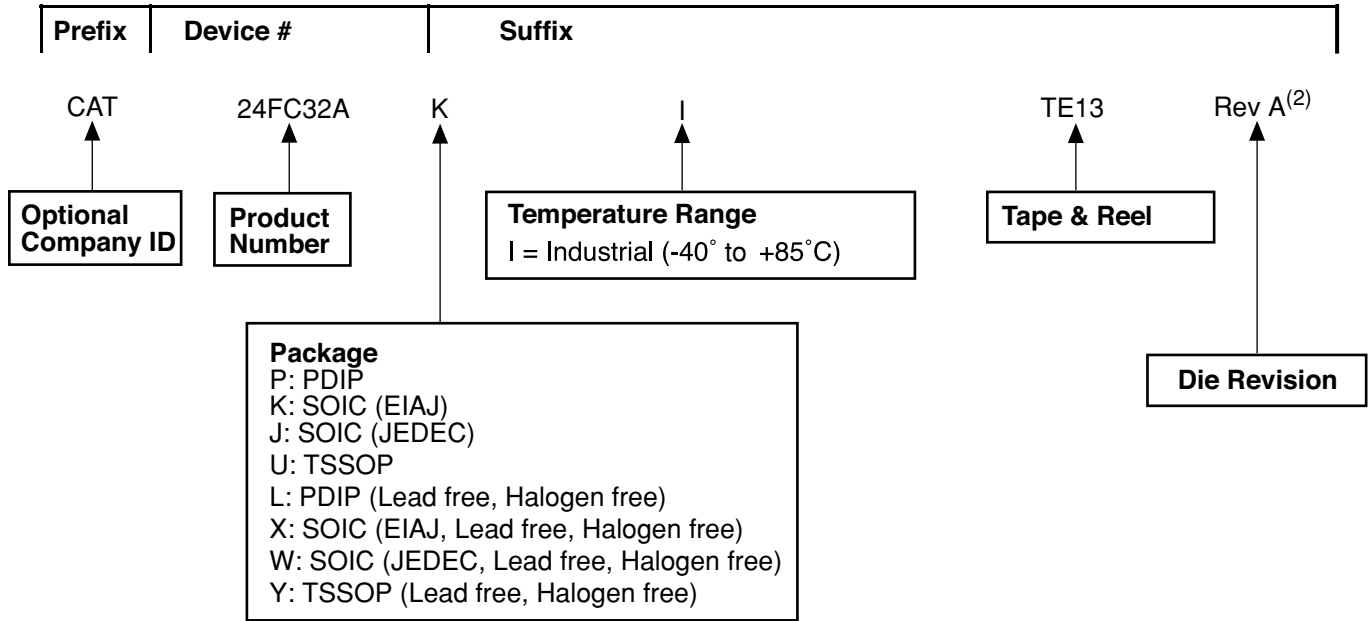 Prefix Device # Suffix
CAT 24FC32A K I TE13 Rev A(2)
Optional
Company ID
Product
Number
Temperature Range
I = Industrial (-40˚ to +85˚C)
Tape & Reel
Package
P: PDIP
K: SOIC (EIAJ)
J: SOIC (JEDEC)
U: TSSOP
L: PDIP (Lead free, Halogen free)
X: SOIC (EIAJ, Lead free, Halogen free)
W: SOIC (JEDEC, Lead free, Halogen free)
Y: TSSOP (Lead free, Halogen free)
Die Revision